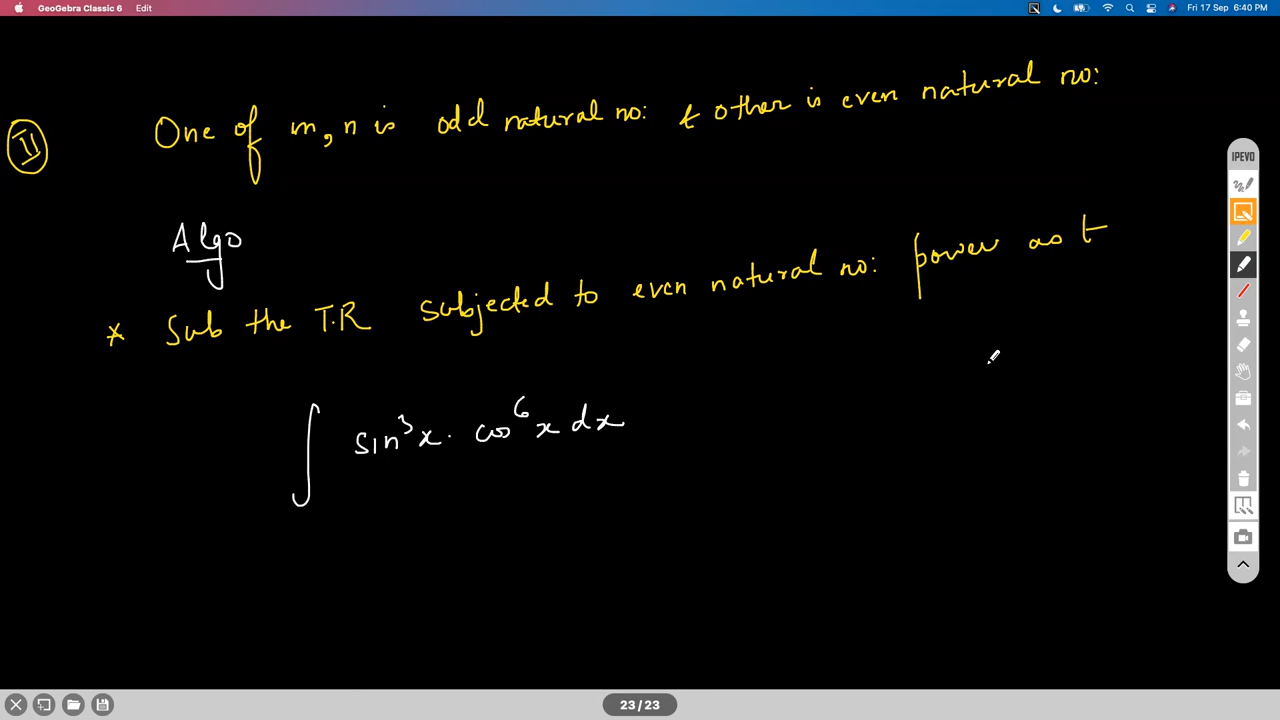 GeoGebra Classic 6 Edit Fri 17 Sep 6:40 PM
II One of m, n is odd natural no: & other is even natural no:
IPEVO
Algo
* Sub the T.R subjected to even natural no: power as t
∫ sin³x · cos⁶x dx
23/23